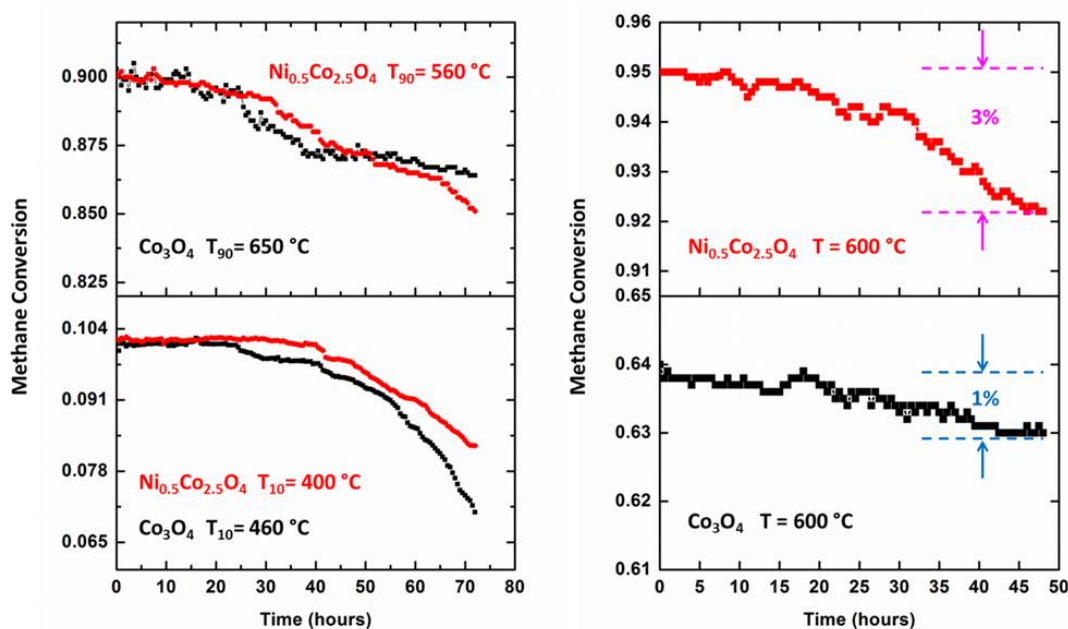 Methane Conversion
0.900
0.875
0.850
0.825
Ni₀.₅Co₂.₅O₄ T₉₀= 560 °C
Co₃O₄ T₉₀= 650 °C
0.104
0.091
0.078
0.065
Ni₀.₅Co₂.₅O₄ T₁₀= 400 °C
Co₃O₄ T₁₀= 460 °C
0 10 20 30 40 50 60 70 80
Time (hours)
Methane Conversion
0.96
0.95
0.94
0.93
0.92
0.91
3%
Ni₀.₅Co₂.₅O₄ T = 600 °C
0.65
0.64
0.63
0.62
0.61
1%
Co₃O₄ T = 600 °C
0 5 10 15 20 25 30 35 40 45 50
Time (hours)